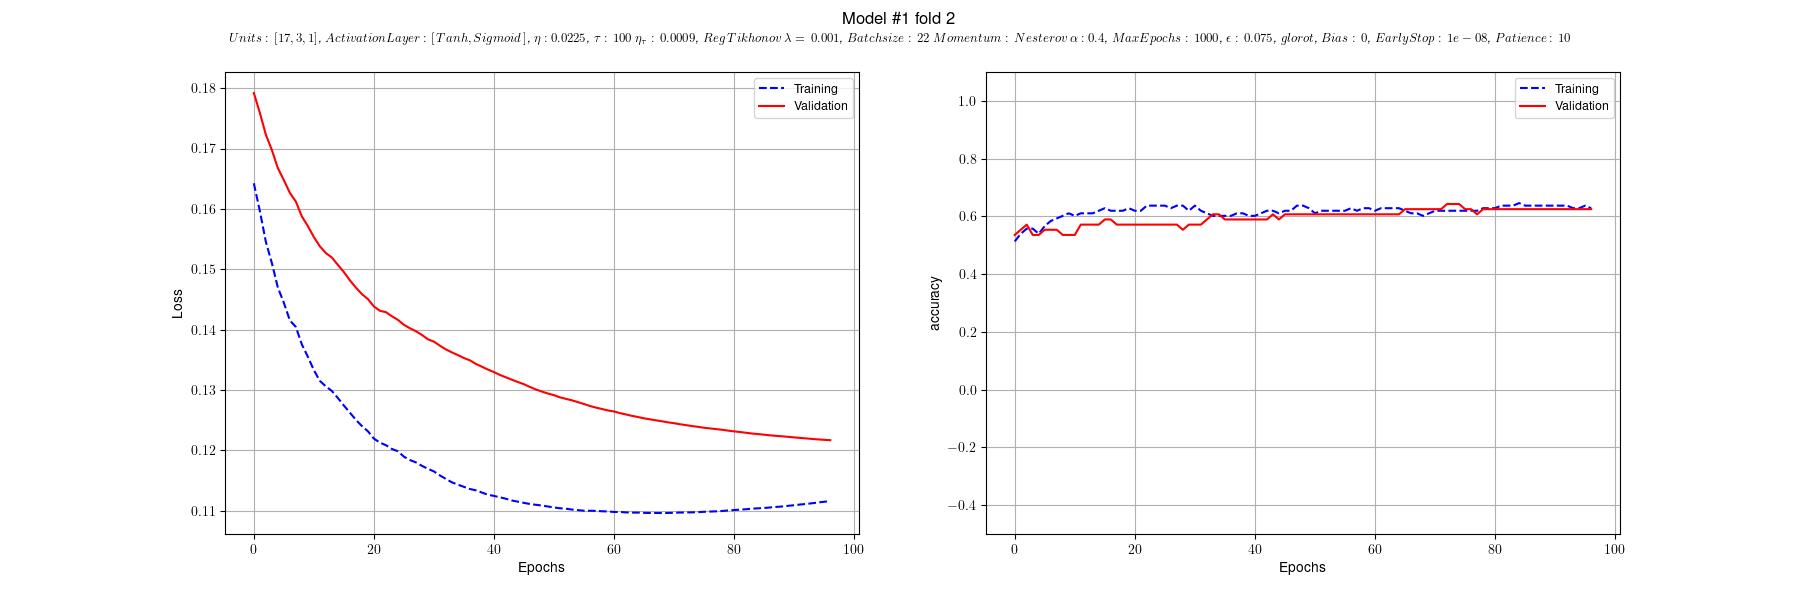 Model #1 fold 2
Units : [17, 3, 1], ActivationLayer : [Tanh, Sigmoid], η : 0.0225, τ : 100 ητ : 0.0009, RegTikhonov λ = 0.001, Batchsize : 22 Momentum : Nesterov α : 0.4, MaxEpochs : 1000, ϵ : 0.075, glorot, Bias : 0, EarlyStop : 1e − 08, Patience : 10
Training
Validation
0.18
0.17
0.16
0.15
0.14
0.13
0.12
0.11
Loss
0 20 40 60 80 100
Epochs
Training
Validation
1.0
0.8
0.6
0.4
0.2
0.0
−0.2
−0.4
accuracy
0 20 40 60 80 100
Epochs